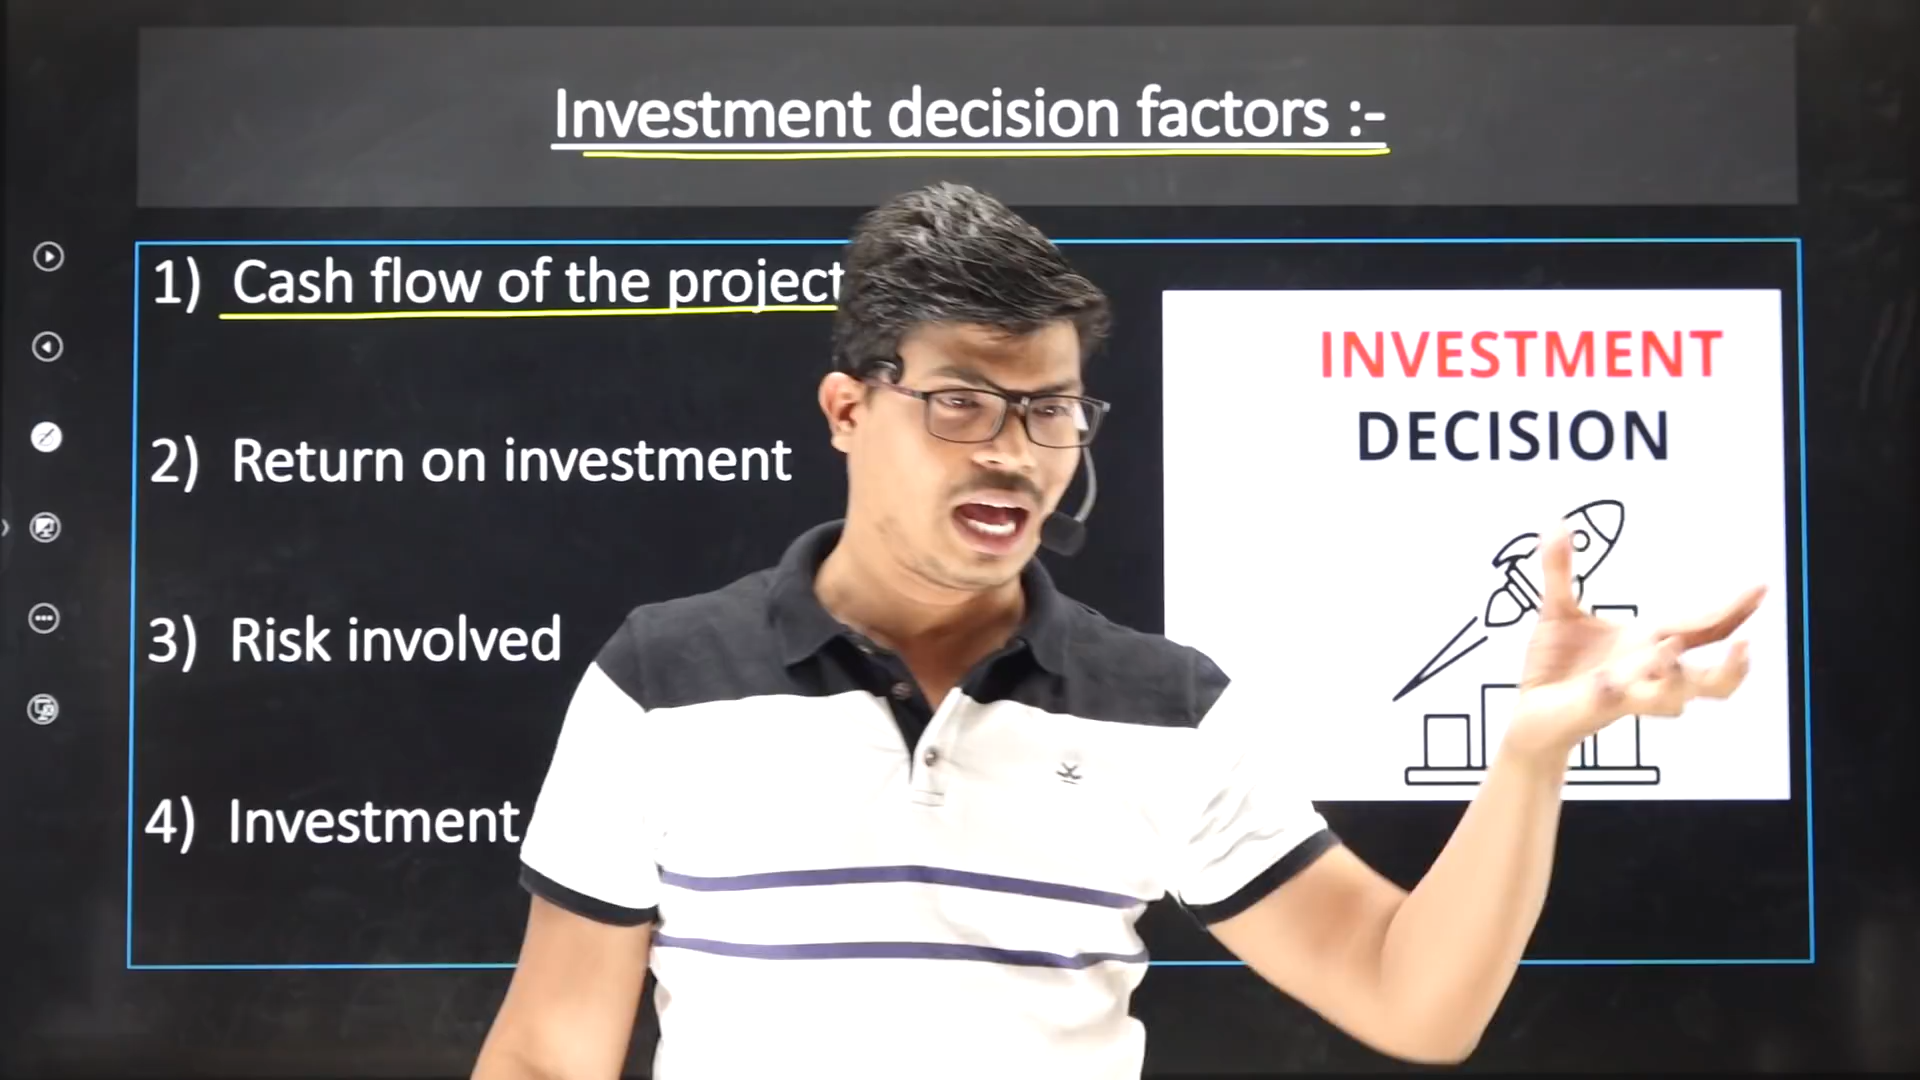 Investment decision factors :-
1) Cash flow of the project
2) Return on investment
3) Risk involved
4) Investment
INVESTMENT
DECISION